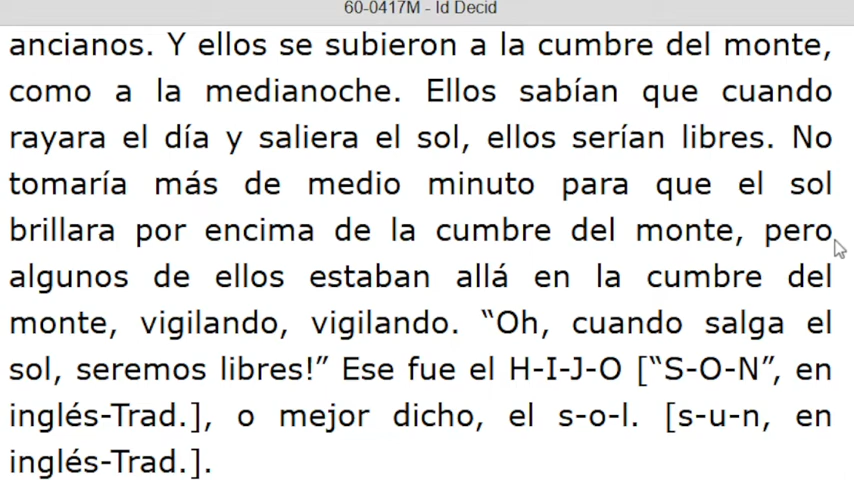 60-0417M - Id Decid
ancianos. Y ellos se subieron a la cumbre del monte,
como a la medianoche. Ellos sabían que cuando
rayara el día y saliera el sol, ellos serían libres. No
tomaría más de medio minuto para que el sol
brillara por encima de la cumbre del monte, pero
algunos de ellos estaban allá en la cumbre del
monte, vigilando, vigilando. “Oh, cuando salga el
sol, seremos libres!” Ese fue el H-I-J-O [“S-O-N”, en
inglés-Trad.], o mejor dicho, el s-o-l. [s-u-n, en
inglés-Trad.].